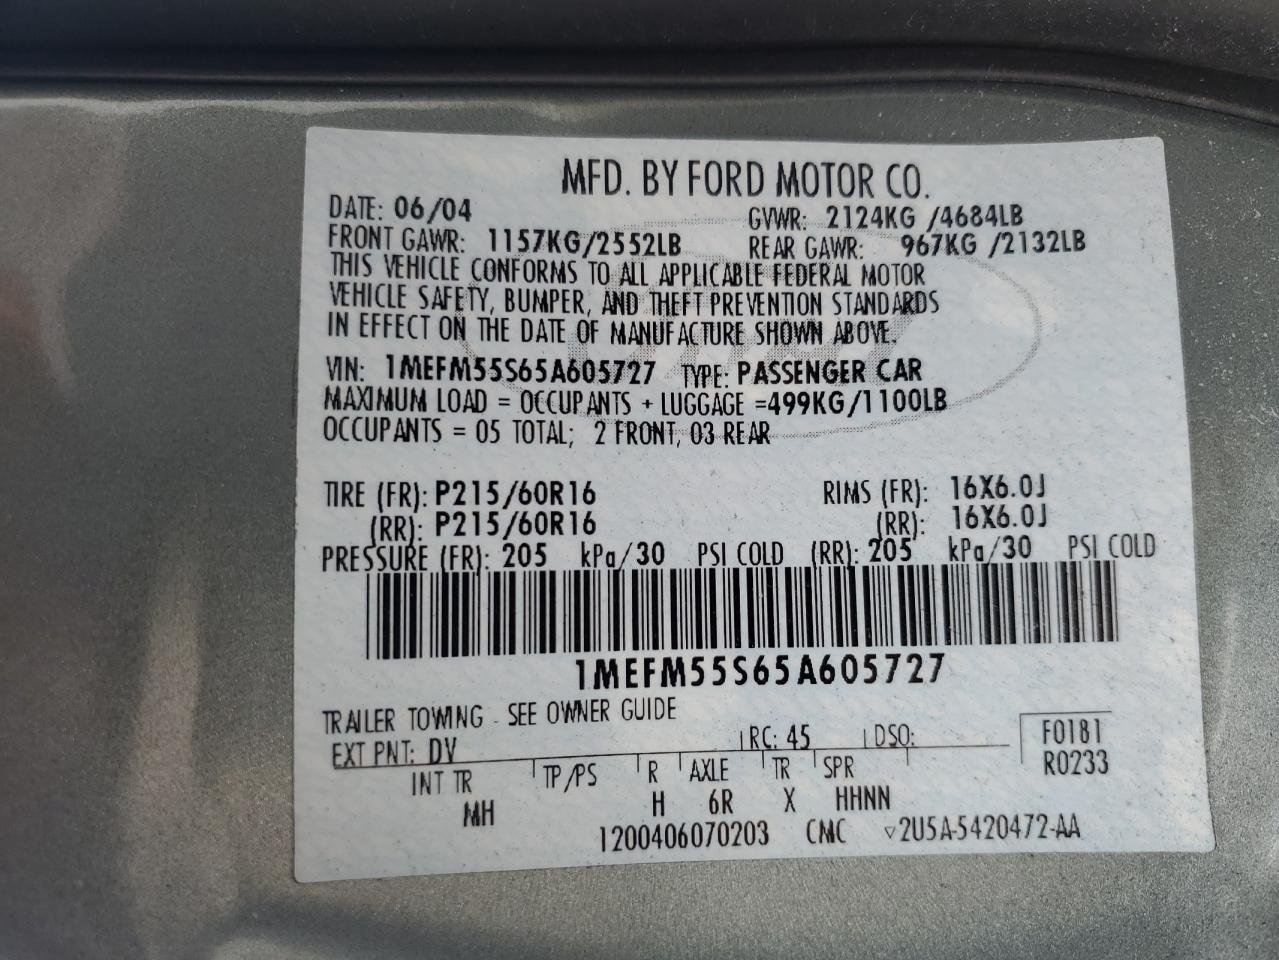 MFD. BY FORD MOTOR CO.
DATE: 06/04 GVWR: 2124KG /4684LB
FRONT GAWR: 1157KG/2552LB REAR GAWR: 967KG /2132LB
THIS VEHICLE CONFORMS TO ALL APPLICABLE FEDERAL MOTOR
VEHICLE SAFETY, BUMPER, AND THEFT PREVENTION STANDARDS
IN EFFECT ON THE DATE OF MANUFACTURE SHOWN ABOVE.
VIN: 1MEFM55S65A605727 TYPE: PASSENGER CAR
MAXIMUM LOAD = OCCUPANTS + LUGGAGE =499KG/1100LB
OCCUPANTS = 05 TOTAL; 2 FRONT, 03 REAR
TIRE (FR): P215/60R16 RIMS (FR): 16X6.0J
(RR): P215/60R16 (RR): 16X6.0J
PRESSURE (FR): 205 kPa/30 PSI COLD (RR): 205 kPa/30 PSI COLD
1MEFM55S65A605727
TRAILER TOWING - SEE OWNER GUIDE
EXT PNT: DV RC: 45 DSO: F0181
INT TR TP/PS R AXLE TR SPR R0233
MH H 6R X HHNN
1200406070203 CMC ▽2U5A-5420472-AA